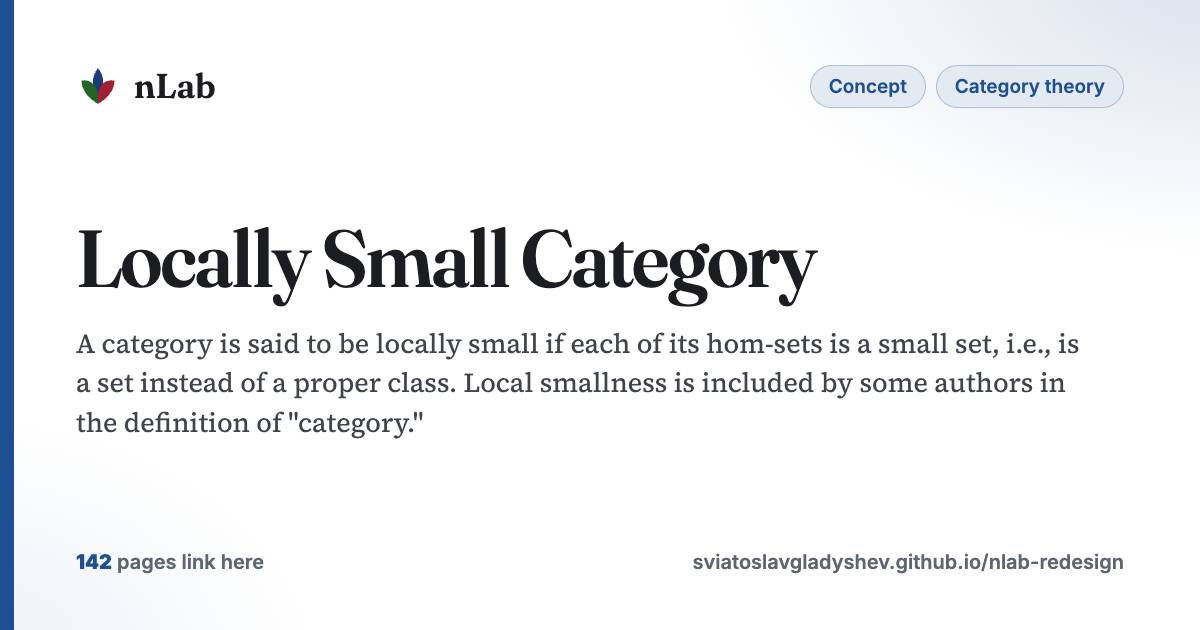 nLab
Concept
Category theory
Locally Small Category
A category is said to be locally small if each of its hom-sets is a small set, i.e., is
a set instead of a proper class. Local smallness is included by some authors in
the definition of "category."
142 pages link here
sviatoslavgladyshev.github.io/nlab-redesign